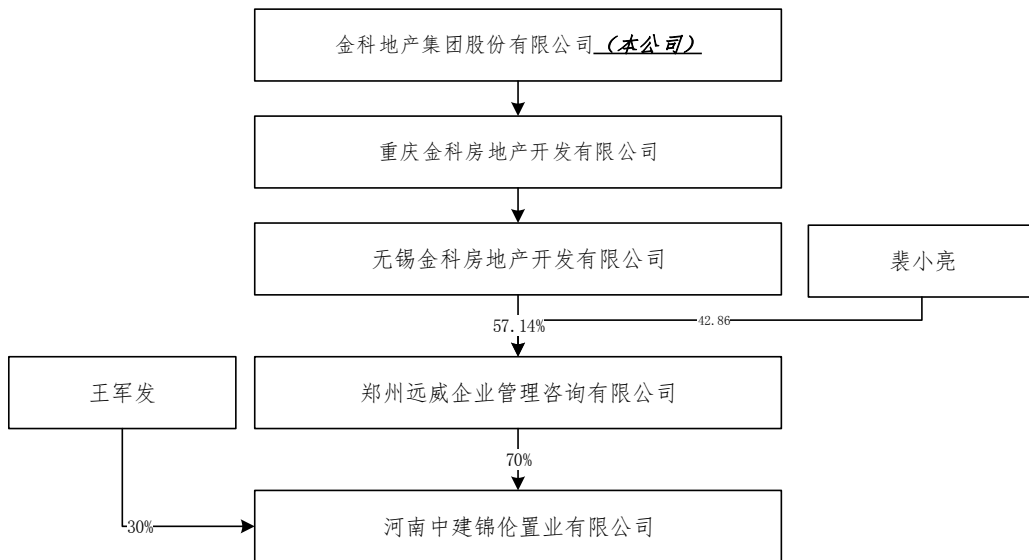 金科地产集团股份有限公司（本公司）
重庆金科房地产开发有限公司
无锡金科房地产开发有限公司
裴小亮
57.14%
42.86
王军发
郑州远威企业管理咨询有限公司
70%
30%
河南中建锦伦置业有限公司